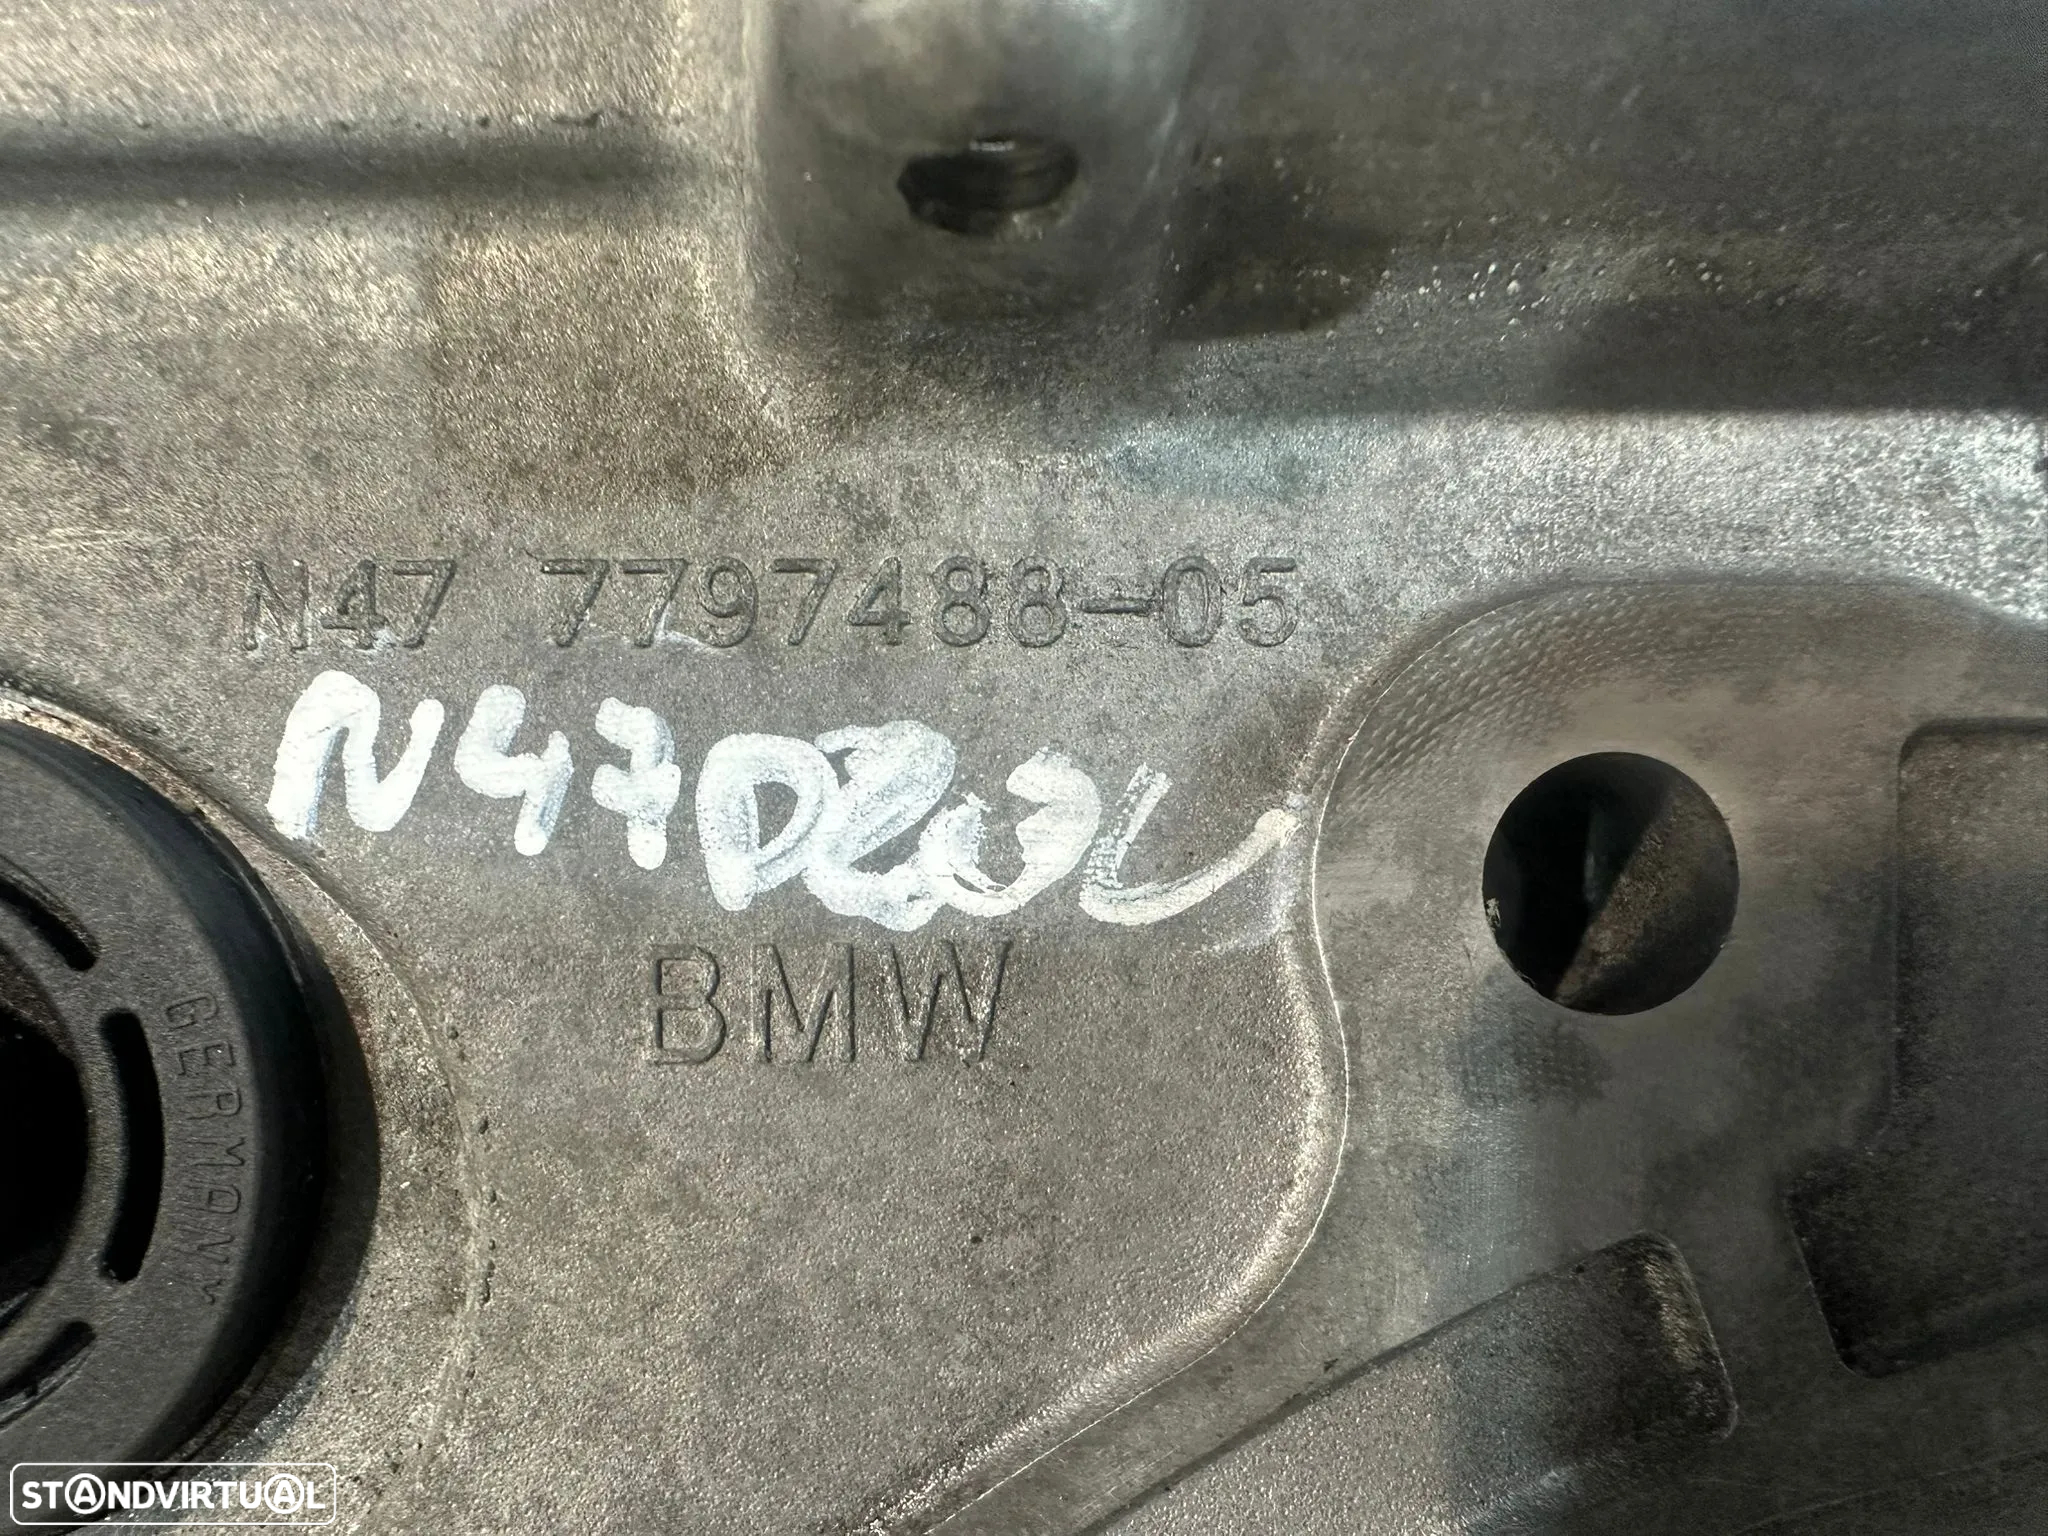 N47 7797488-05
N47D20L
BMW
GERMANY
STANDVIRTUAL